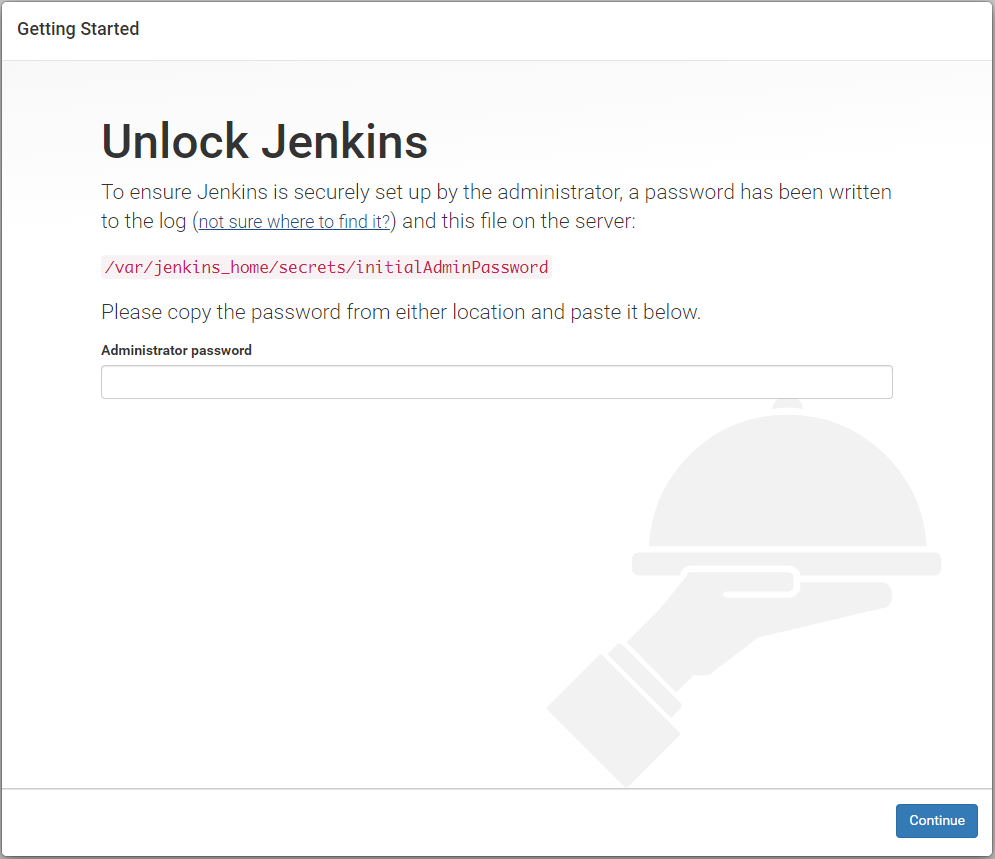 Getting Started
Unlock Jenkins
To ensure Jenkins is securely set up by the administrator, a password has been written
to the log (not sure where to find it?) and this file on the server:
/var/jenkins_home/secrets/initialAdminPassword
Please copy the password from either location and paste it below.
Administrator password
Continue